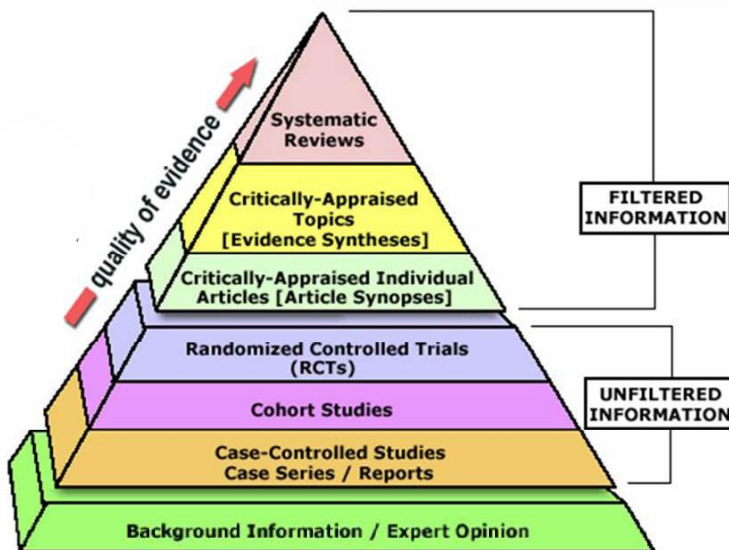 quality of evidence
Systematic
Reviews
Critically-Appraised
Topics
[Evidence Syntheses]
Critically-Appraised Individual
Articles [Article Synopses]
FILTERED
INFORMATION
Randomized Controlled Trials
(RCTs)
Cohort Studies
Case-Controlled Studies
Case Series / Reports
UNFILTERED
INFORMATION
Background Information / Expert Opinion